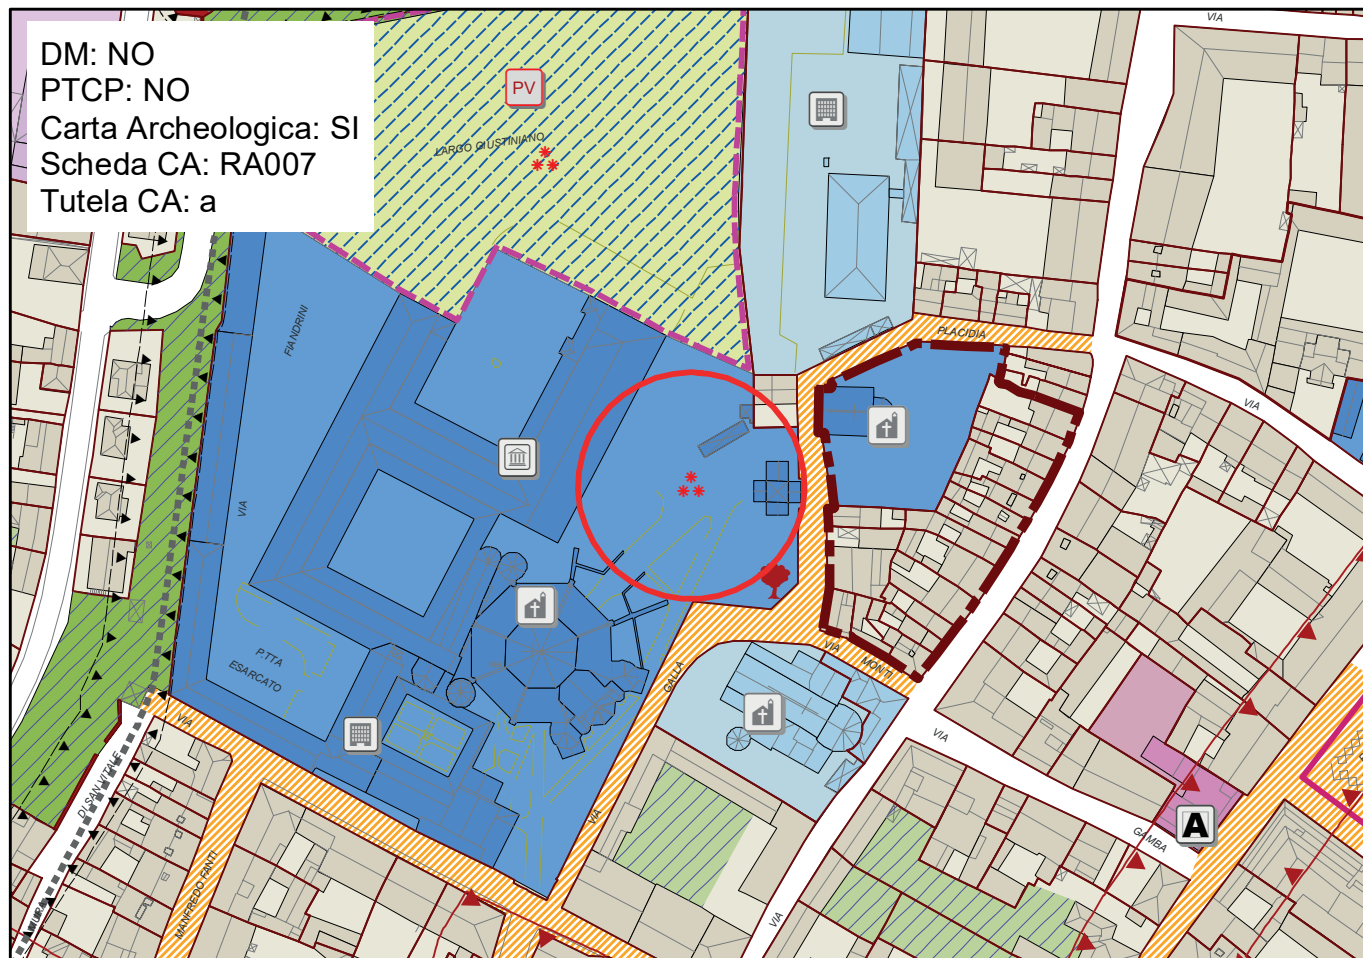 DM: NO
PTCP: NO
Carta Archeologica: SI
Scheda CA: RA007
Tutela CA: a
VIA
PV
LARGO GIUSTINIANO
FIANDRINI
VIA
PLACIDIA
VIA
P.TTA
ESARCATO
GALLA
VIA
MONTI
VIA
VIA
DI SAN VITALE
VIA
VIA
GAMBA
A
MANFREDO FANTI
VIA